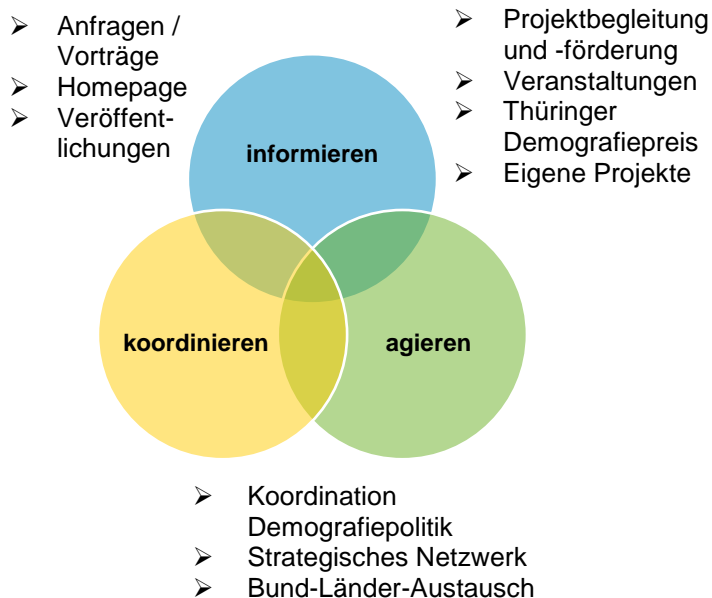 ➢ Anfragen /
Vorträge
➢ Homepage
➢ Veröffent-
lichungen
➢ Projektbegleitung
und -förderung
➢ Veranstaltungen
➢ Thüringer
Demografiepreis
➢ Eigene Projekte
informieren
koordinieren
agieren
➢ Koordination
Demografiepolitik
➢ Strategisches Netzwerk
➢ Bund-Länder-Austausch